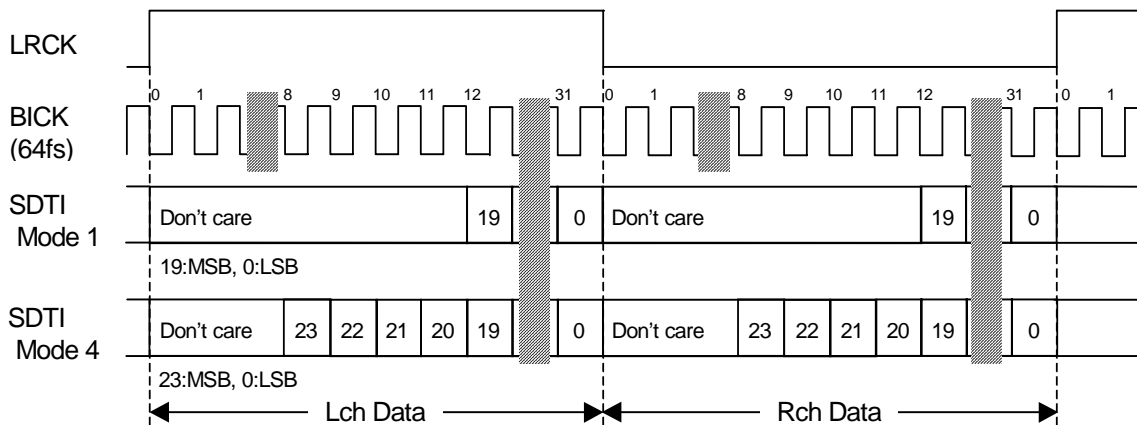 LRCK
0 1 8 9 10 11 12 31 0 1 8 9 10 11 12 31 0 1
BICK
(64fs)
SDTI
Mode 1
Don't care 19 0 Don't care 19 0
19:MSB, 0:LSB
SDTI
Mode 4
Don't care 23 22 21 20 19 0 Don't care 23 22 21 20 19 0
23:MSB, 0:LSB
Lch Data Rch Data